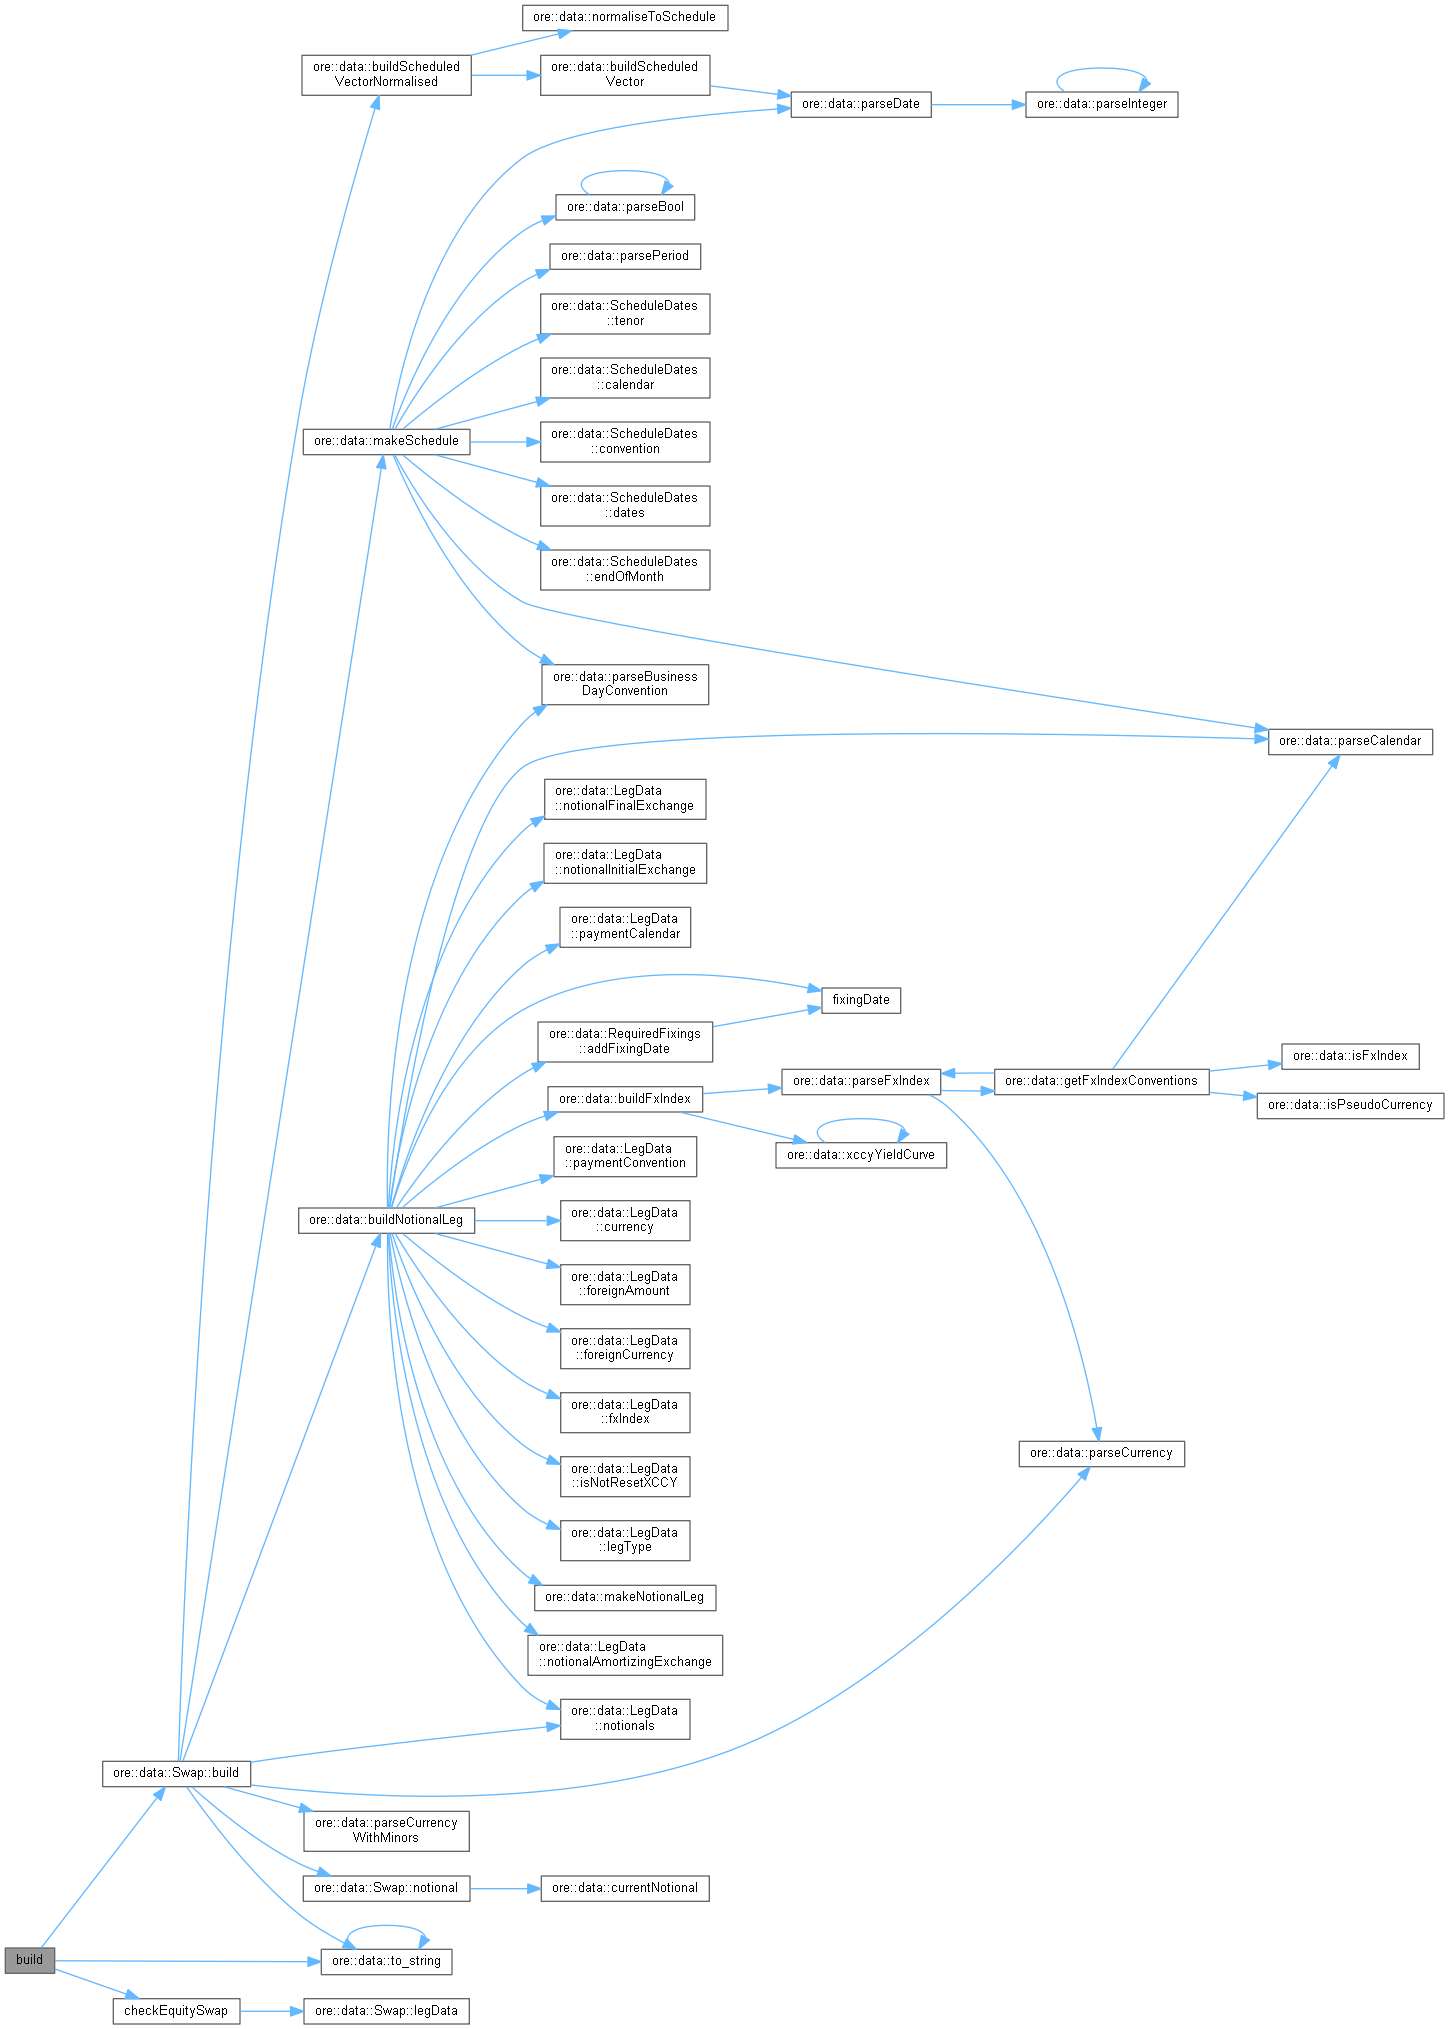 ore::data::normaliseToSchedule
ore::data::buildScheduled
VectorNormalised
ore::data::buildScheduled
Vector
ore::data::parseDate
ore::data::parseInteger
ore::data::parseBool
ore::data::parsePeriod
ore::data::ScheduleDates
::tenor
ore::data::ScheduleDates
::calendar
ore::data::makeSchedule
ore::data::ScheduleDates
::convention
ore::data::ScheduleDates
::dates
ore::data::ScheduleDates
::endOfMonth
ore::data::parseBusiness
DayConvention
ore::data::parseCalendar
ore::data::LegData
::notionalFinalExchange
ore::data::LegData
::notionalInitialExchange
ore::data::LegData
::paymentCalendar
fixingDate
ore::data::RequiredFixings
::addFixingDate
ore::data::isFxIndex
ore::data::parseFxIndex
ore::data::getFxIndexConventions
ore::data::buildFxIndex
ore::data::isPseudoCurrency
ore::data::xccyYieldCurve
ore::data::LegData
::paymentConvention
ore::data::buildNotionalLeg
ore::data::LegData
::currency
ore::data::LegData
::foreignAmount
ore::data::LegData
::foreignCurrency
ore::data::LegData
::fxIndex
ore::data::parseCurrency
ore::data::LegData
::isNotResetXCCY
ore::data::LegData
::legType
ore::data::makeNotionalLeg
ore::data::LegData
::notionalAmortizingExchange
ore::data::LegData
::notionals
ore::data::Swap::build
ore::data::parseCurrency
WithMinors
ore::data::Swap::notional
ore::data::currentNotional
build
ore::data::to_string
checkEquitySwap
ore::data::Swap::legData